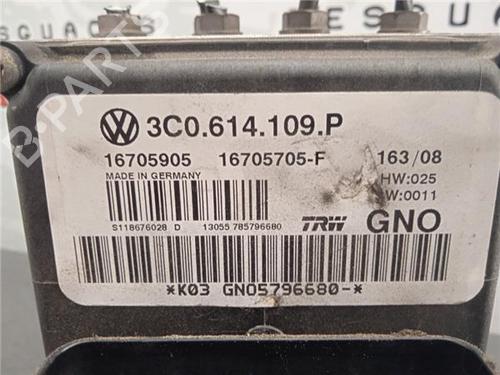 3C0.614.109.P
16705905 16705705-F 163/08
MADE IN GERMANY
HW:025
W:0011
S118676028 D 13055 785796680
TRW GNO
*K03 GNO5796680-*